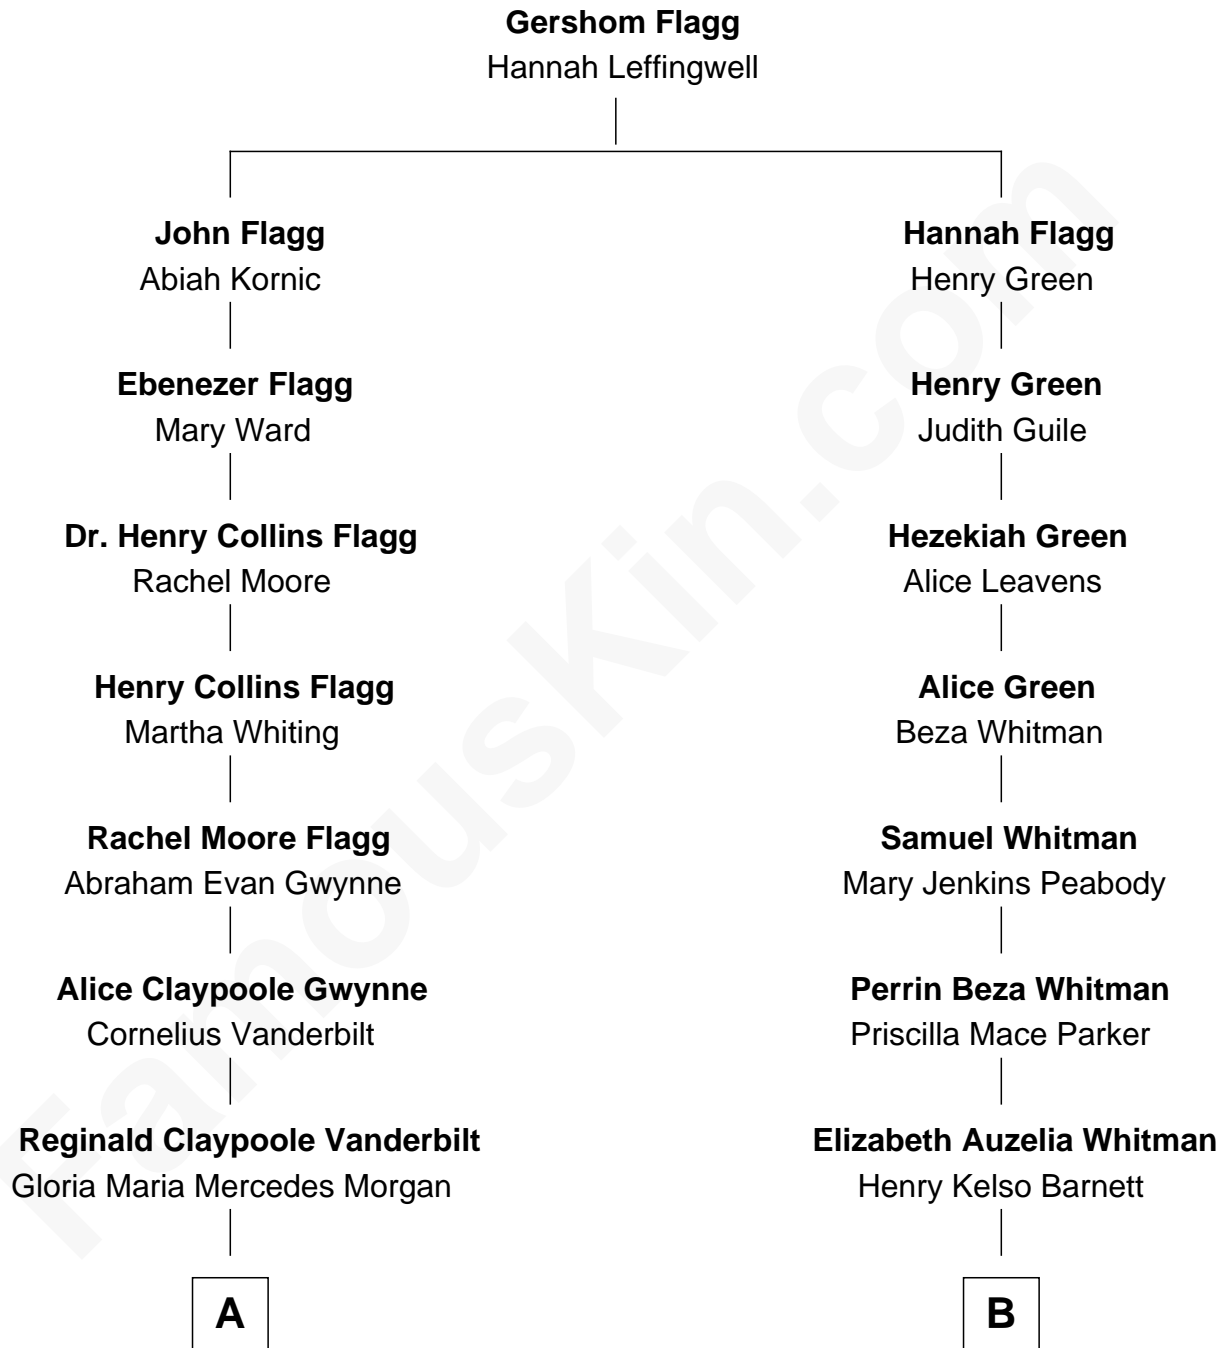 Gershom Flagg
Hannah Leffingwell
John Flagg
Abiah Kornic
Hannah Flagg
Henry Green
Ebenezer Flagg
Mary Ward
Henry Green
Judith Guile
Dr. Henry Collins Flagg
Rachel Moore
Hezekiah Green
Alice Leavens
Henry Collins Flagg
Martha Whiting
Alice Green
Beza Whitman
Rachel Moore Flagg
Abraham Evan Gwynne
Samuel Whitman
Mary Jenkins Peabody
Alice Claypoole Gwynne
Cornelius Vanderbilt
Perrin Beza Whitman
Priscilla Mace Parker
Reginald Claypoole Vanderbilt
Gloria Maria Mercedes Morgan
Elizabeth Auzelia Whitman
Henry Kelso Barnett
A
B
FamousKin.com